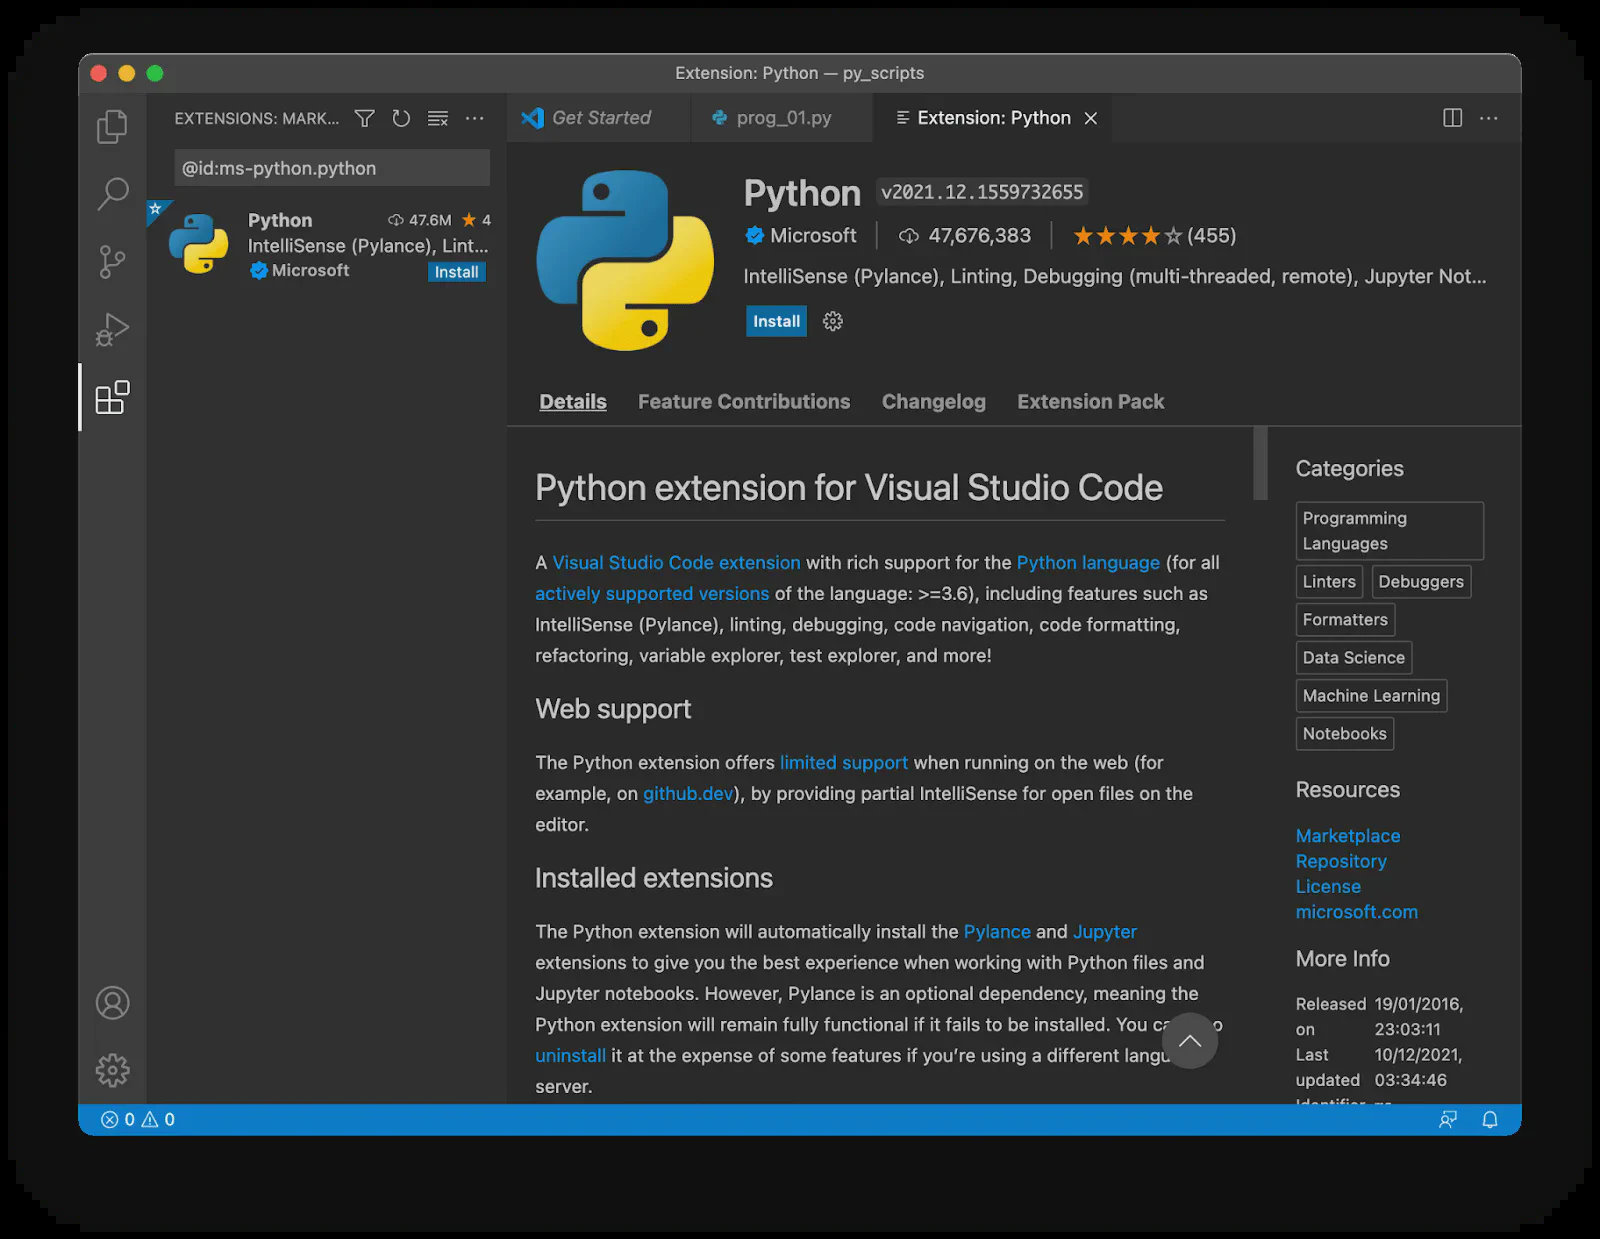 Extension: Python — py_scripts
EXTENSIONS: MARK...
@id:ms-python.python
Python 47.6M 4
IntelliSense (Pylance), Lint...
Microsoft Install
Get Started prog_01.py Extension: Python
Python v2021.12.1559732655
Microsoft 47,676,383 (455)
IntelliSense (Pylance), Linting, Debugging (multi-threaded, remote), Jupyter Not...
Install
Details Feature Contributions Changelog Extension Pack
Python extension for Visual Studio Code
A Visual Studio Code extension with rich support for the Python language (for all
actively supported versions of the language: >=3.6), including features such as
IntelliSense (Pylance), linting, debugging, code navigation, code formatting,
refactoring, variable explorer, test explorer, and more!
Web support
The Python extension offers limited support when running on the web (for
example, on github.dev), by providing partial IntelliSense for open files on the
editor.
Installed extensions
The Python extension will automatically install the Pylance and Jupyter
extensions to give you the best experience when working with Python files and
Jupyter notebooks. However, Pylance is an optional dependency, meaning the
Python extension will remain fully functional if it fails to be installed. You
uninstall it at the expense of some features if you’re using a different
server.
Categories
Programming
Languages
Linters Debuggers
Formatters
Data Science
Machine Learning
Notebooks
Resources
Marketplace
Repository
License
microsoft.com
More Info
Released 19/01/2016,
on 23:03:11
Last 10/12/2021,
updated 03:34:46
0 0